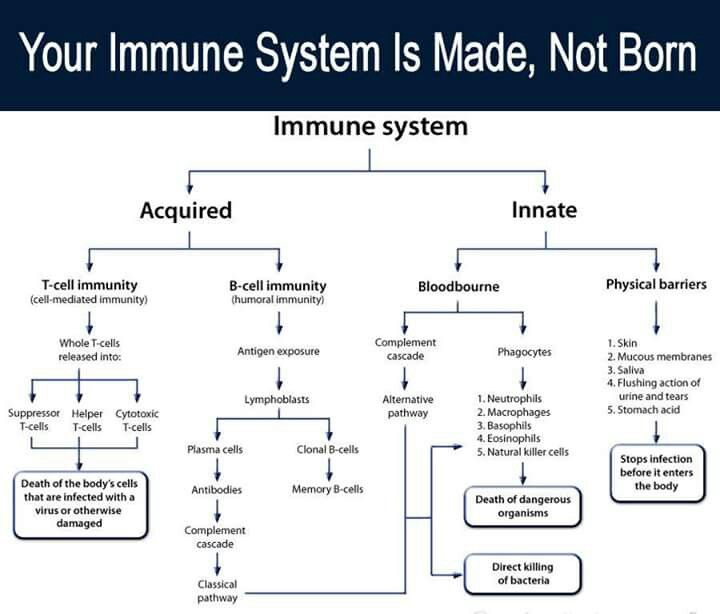 Your Immune System Is Made, Not Born
Immune system
Acquired
Innate
T-cell immunity
(cell-mediated immunity)
B-cell immunity
(humoral immunity)
Bloodbourne
Physical barriers
Whole T-cells
released into:
Antigen exposure
Complement
cascade
Phagocytes
1. Skin
2. Mucous membranes
3. Saliva
4. Flushing action of
urine and tears
5. Stomach acid
Suppressor
T-cells
Helper
T-cells
Cytotoxic
T-cells
Lymphoblasts
Alternative
pathway
1. Neutrophils
2. Macrophages
3. Basophils
4. Eosinophils
5. Natural killer cells
Plasma cells
Clonal B-cells
Stops infection
before it enters
the body
Death of the body's cells
that are infected with a
virus or otherwise
damaged
Antibodies
Memory B-cells
Death of dangerous
organisms
Complement
cascade
Classical
pathway
Direct killing
of bacteria